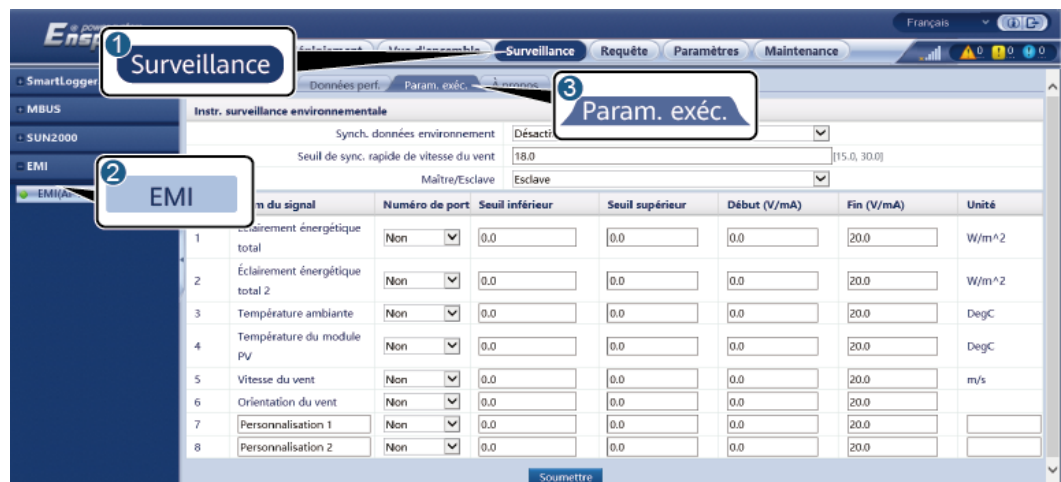 Français
1
Surveillance
Vue d'ensemble Surveillance Requête Paramètres Maintenance
SmartLogger
Données perf. Param. exéc. À propos
3
Param. exéc.
MBUS
Instr. surveillance environnementale
SUN2000
Synch. données environnement
Seuil de sync. rapide de vitesse du vent 18.0 [15.0, 30.0]
EMI
Maître/Esclave Esclave
2
EMI
du signal Numéro de port Seuil inférieur Seuil supérieur Début (V/mA) Fin (V/mA) Unité
1 Éclairement énergétique total Non 0.0 0.0 0.0 20.0 W/m^2
2 Éclairement énergétique total 2 Non 0.0 0.0 0.0 20.0 W/m^2
3 Température ambiante Non 0.0 0.0 0.0 20.0 DegC
4 Température du module PV Non 0.0 0.0 0.0 20.0 DegC
5 Vitesse du vent Non 0.0 0.0 0.0 20.0 m/s
6 Orientation du vent Non 0.0 0.0 0.0 20.0
7 Personnalisation 1 Non 0.0 0.0 0.0 20.0
8 Personnalisation 2 Non 0.0 0.0 0.0 20.0
Soumettre